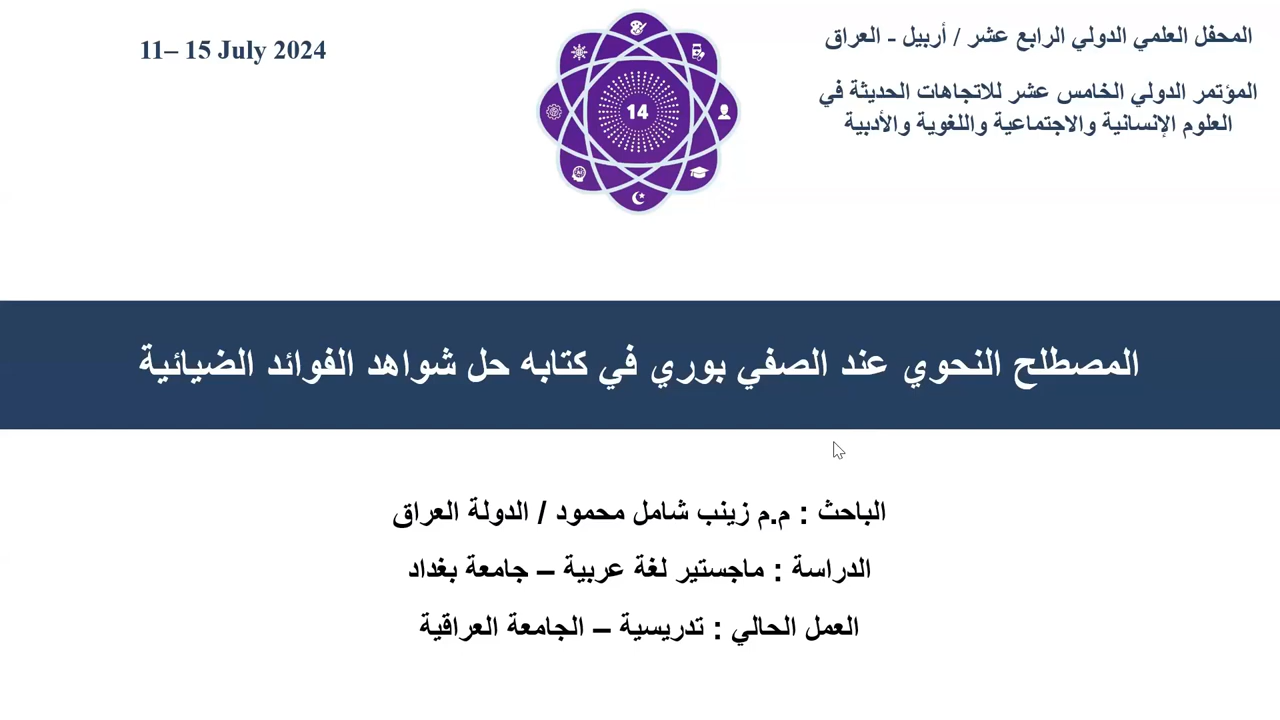 المحفل العلمي الدولي الرابع عشر / أربيل - العراق
11– 15 July 2024
المؤتمر الدولي الخامس عشر للاتجاهات الحديثة في
العلوم الإنسانية والاجتماعية واللغوية والأدبية
14
المصطلح النحوي عند الصفي بوري في كتابه حل شواهد الفوائد الضيائية
الباحث : م.م زينب شامل محمود / الدولة العراق
الدراسة : ماجستير لغة عربية – جامعة بغداد
العمل الحالي : تدريسية – الجامعة العراقية